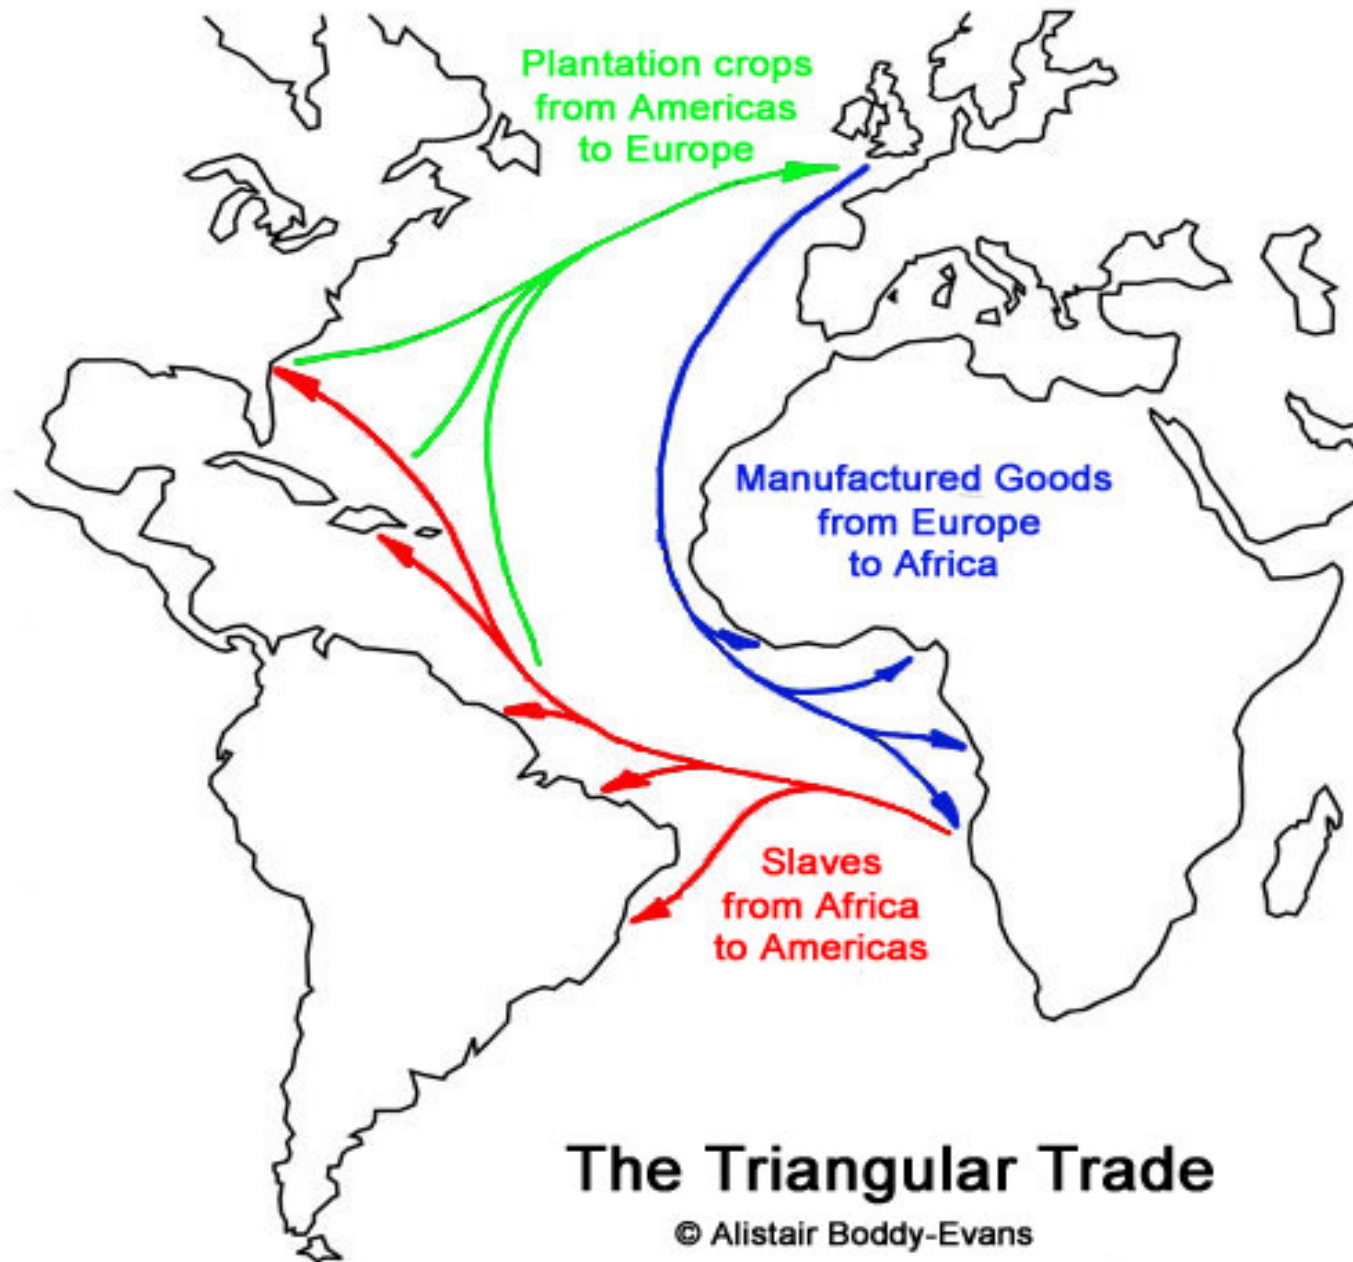 Plantation crops
from Americas
to Europe
Manufactured Goods
from Europe
to Africa
Slaves
from Africa
to Americas
The Triangular Trade
© Alistair Boddy-Evans